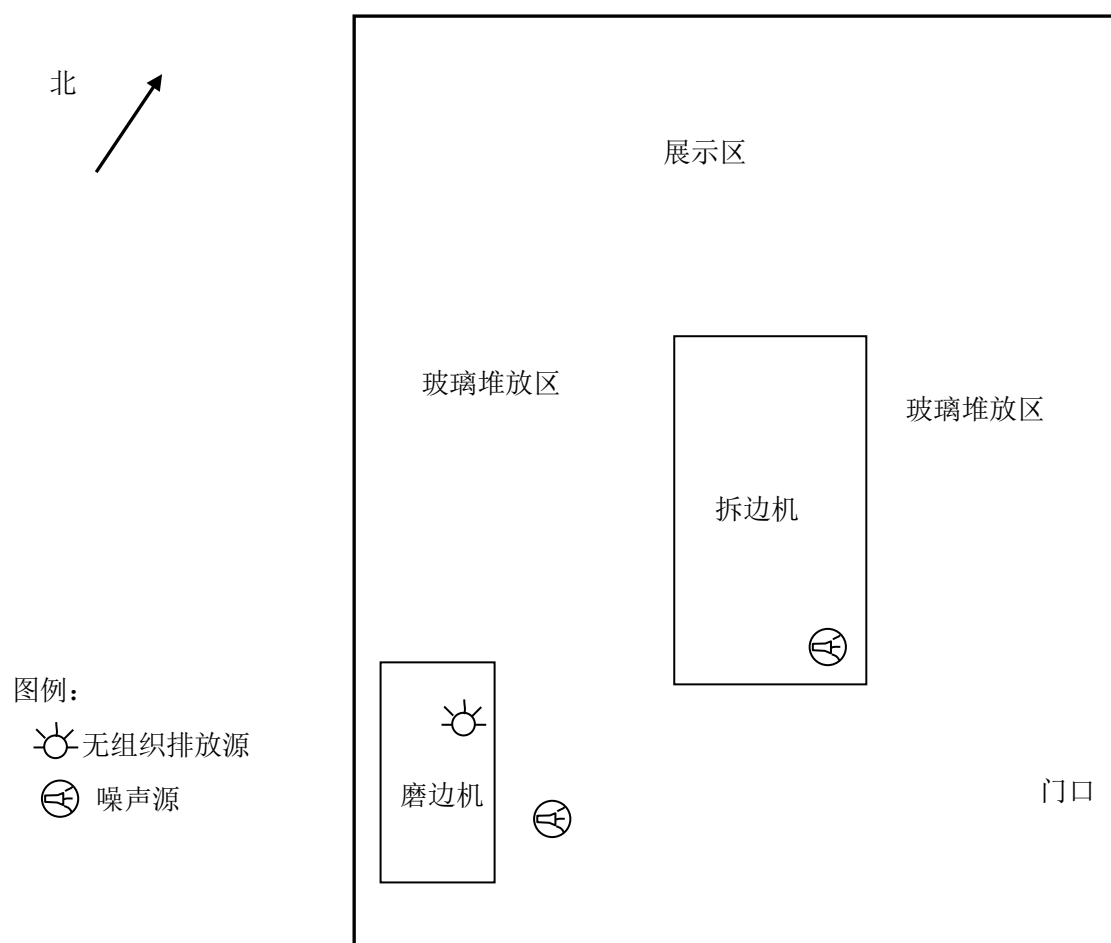 北
展示区
玻璃堆放区
玻璃堆放区
拆边机
图例：
无组织排放源
噪声源
磨边机
门口